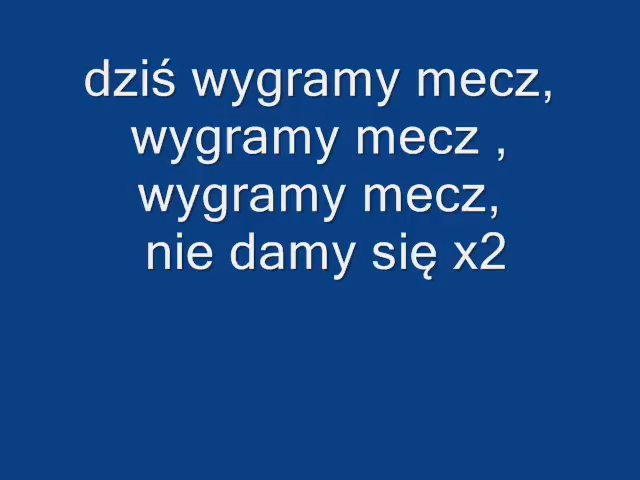 dziś wygramy mecz,
wygramy mecz ,
wygramy mecz,
nie damy się x2